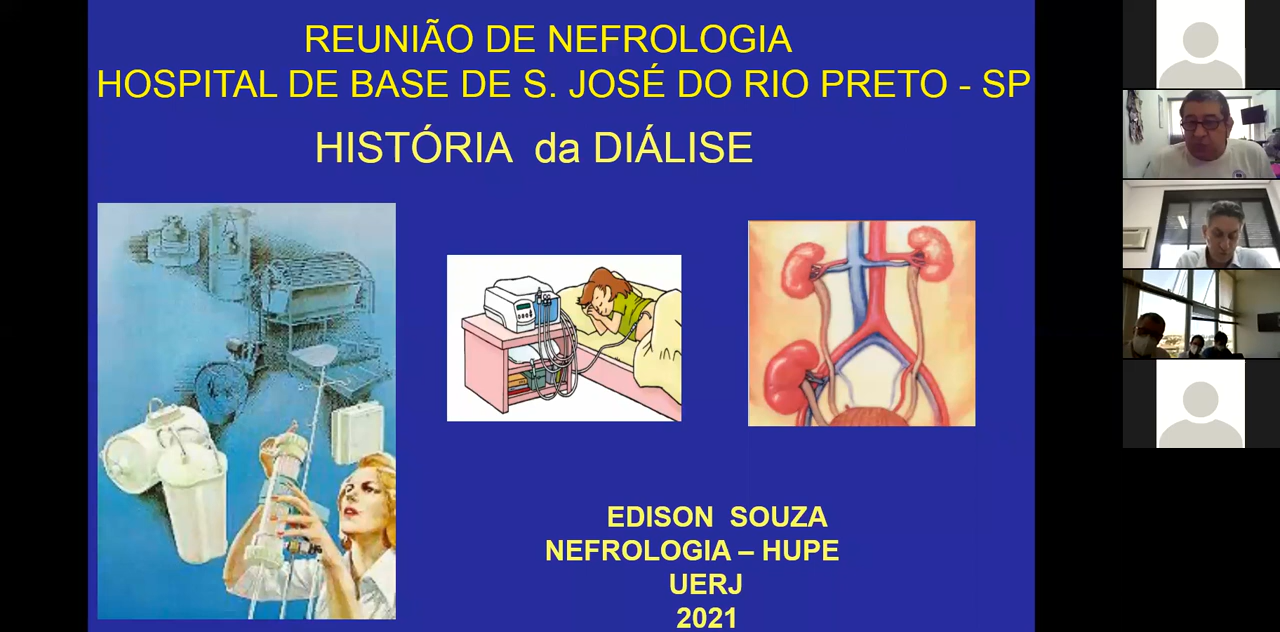 REUNIÃO DE NEFROLOGIA
HOSPITAL DE BASE DE S. JOSÉ DO RIO PRETO - SP
HISTÓRIA da DIÁLISE
EDISON SOUZA
NEFROLOGIA – HUPE
UERJ
2021